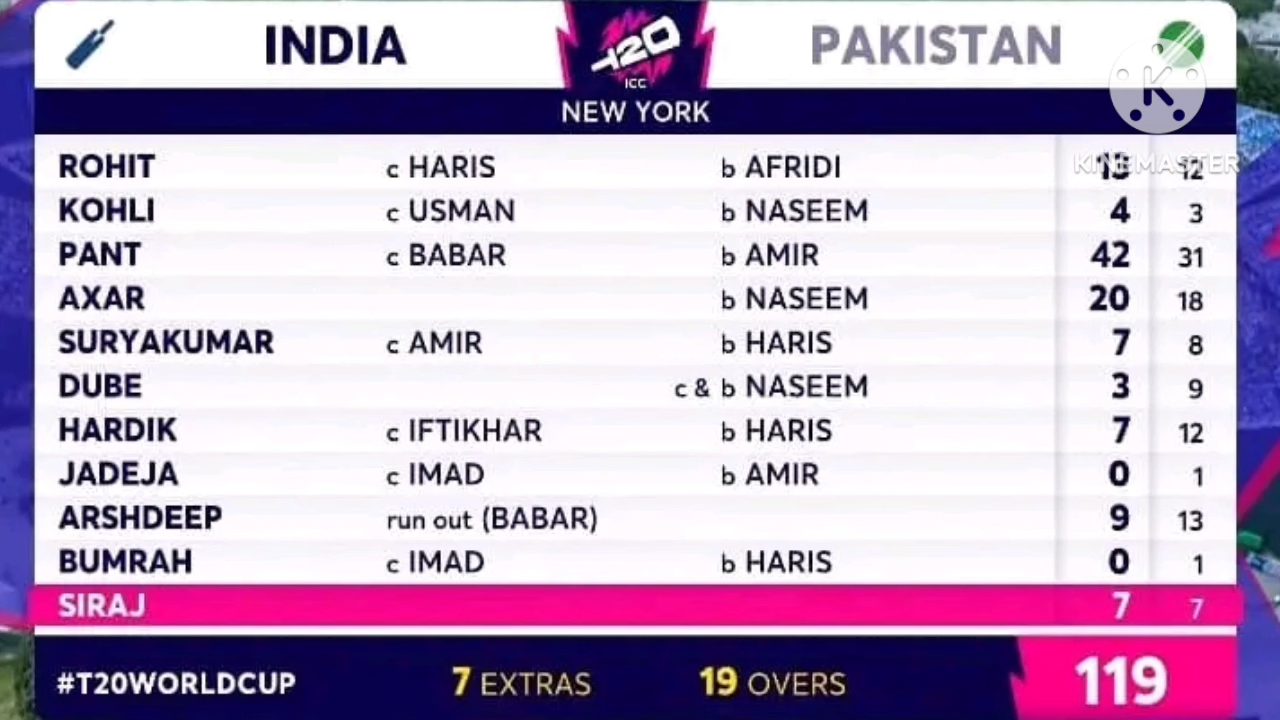 INDIA T20 PAKISTAN
ICC
K
NEW YORK
KINEMASTER
ROHIT c HARIS b AFRIDI 13 12
KOHLI c USMAN b NASEEM 4 3
PANT c BABAR b AMIR 42 31
AXAR b NASEEM 20 18
SURYAKUMAR c AMIR b HARIS 7 8
DUBE c & b NASEEM 3 9
HARDIK c IFTIKHAR b HARIS 7 12
JADEJA c IMAD b AMIR 0 1
ARSHDEEP run out (BABAR) 9 13
BUMRAH c IMAD b HARIS 0 1
SIRAJ 7 7
#T20WORLDCUP 7 EXTRAS 19 OVERS 119